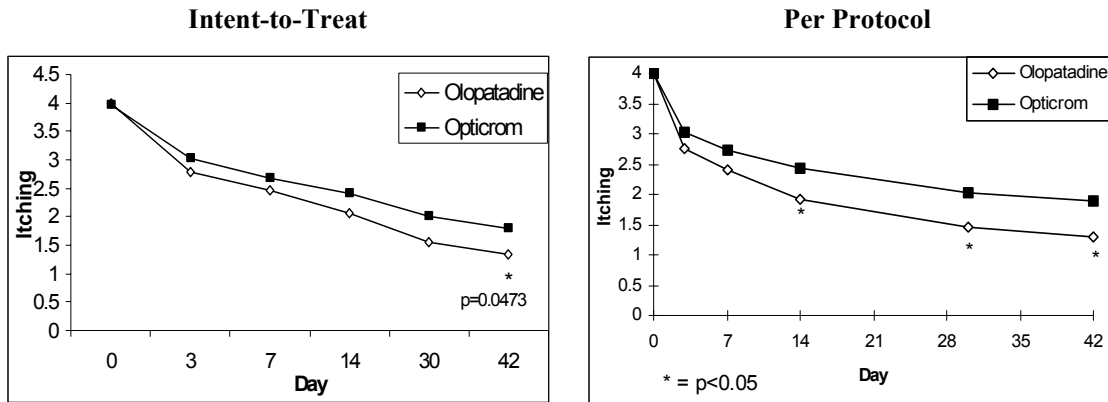 Intent-to-Treat
4.5
4
3.5
3
2.5
2
1.5
1
0.5
0
Itching
Olopatadine
Opticrom
*
p=0.0473
0 3 7 14 30 42
Day
Per Protocol
4
3.5
3
2.5
2
1.5
1
0.5
0
Itching
Olopatadine
Opticrom
* * *
0 7 14 21 28 35 42
* = p<0.05 Day